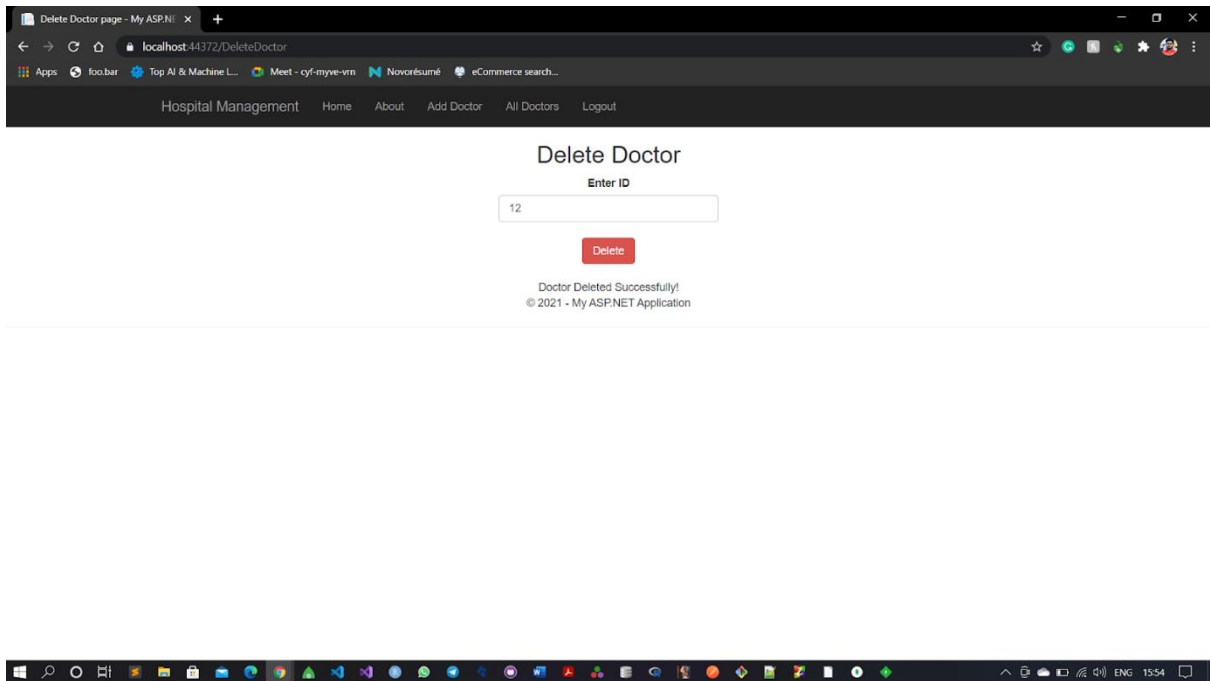 Delete Doctor page - My ASP.NE
localhost:44372/DeleteDoctor
Apps foo.bar Top AI & Machine L... Meet - cyf-myve-vrn Novorésumé eCommerce search...
Hospital Management Home About Add Doctor All Doctors Logout
Delete Doctor
Enter ID
12
Delete
Doctor Deleted Successfully!
© 2021 - My ASP.NET Application
ENG 15:54